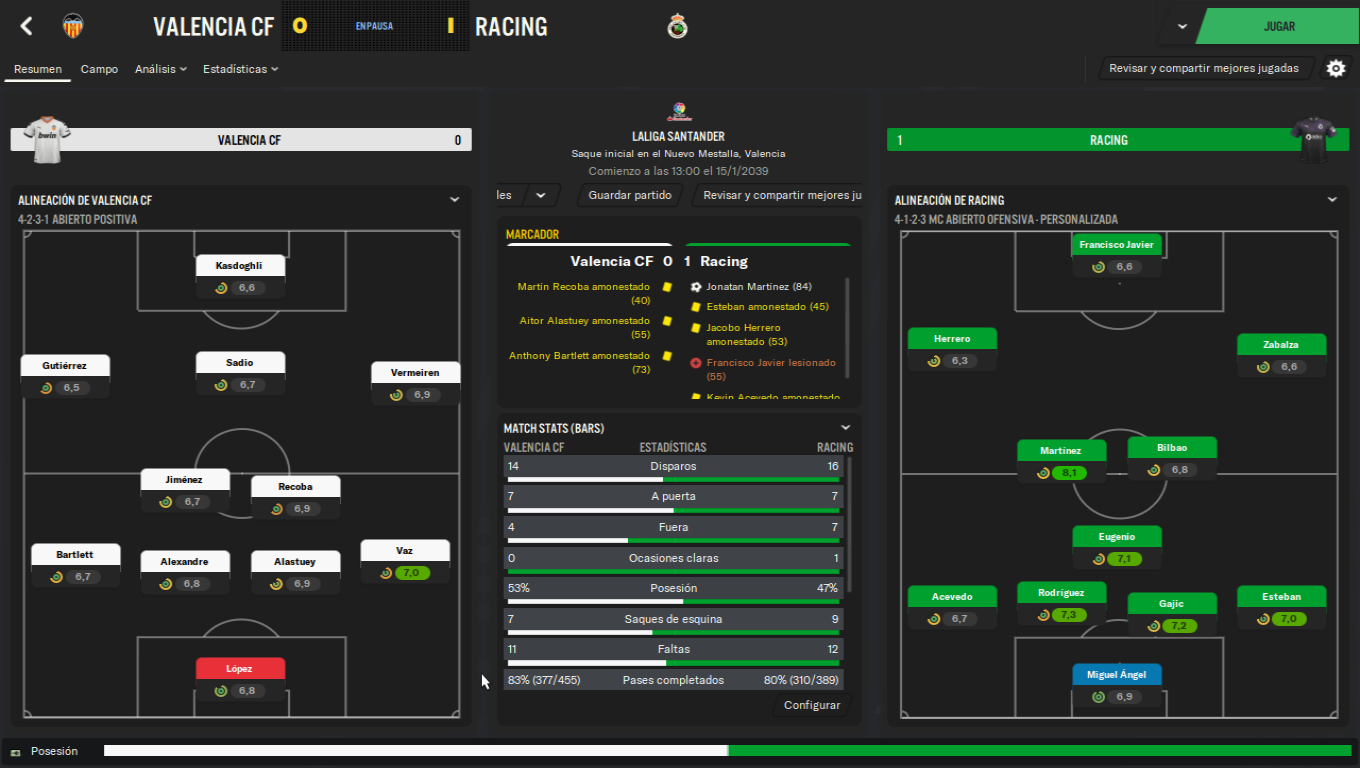 VALENCIA CF 0 EN PAUSA 1 RACING
JUGAR
Resumen Campo Análisis Estadísticas
Revisar y compartir mejores jugadas
VALENCIA CF 0
bwin
LALIGA SANTANDER
Saque inicial en el Nuevo Mestalla, Valencia
Comienzo a las 13:00 el 15/1/2039
les Guardar partido Revisar y compartir mejores ju
1 RACING
ALINEACIÓN DE VALENCIA CF
4-2-3-1 ABIERTO POSITIVA
Kasdoghli
6,6
Gutiérrez
6,5
Sadio
6,7
Vermeiren
6,9
Jiménez
6,7
Recoba
6,9
Bartlett
6,7
Alexandre
6,8
Alastuey
6,9
Vaz
7,0
López
6,8
MARCADOR
Valencia CF 0 1 Racing
Martín Recoba amonestado
(40)
Aitor Alastuey amonestado
(55)
Anthony Bartlett amonestado
(73)
Jonatan Martínez (84)
Esteban amonestado (45)
Jacobo Herrero
amonestado (53)
Francisco Javier lesionado
(55)
Kevin Acevedo amonestado
MATCH STATS (BARS)
VALENCIA CF ESTADÍSTICAS RACING
14 Disparos 16
7 A puerta 7
4 Fuera 7
0 Ocasiones claras 1
53% Posesión 47%
7 Saques de esquina 9
11 Faltas 12
83% (377/455) Pases completados 80% (310/389)
Configurar
ALINEACIÓN DE RACING
4-1-2-3 MC ABIERTO OFENSIVA - PERSONALIZADA
Francisco Javier
6,6
Herrero
6,3
Zabalza
6,6
Martínez
8,1
Bilbao
6,8
Eugenio
7,1
Acevedo
6,7
Rodríguez
7,3
Gajic
7,2
Esteban
7,0
Miguel Ángel
6,9
Posesión